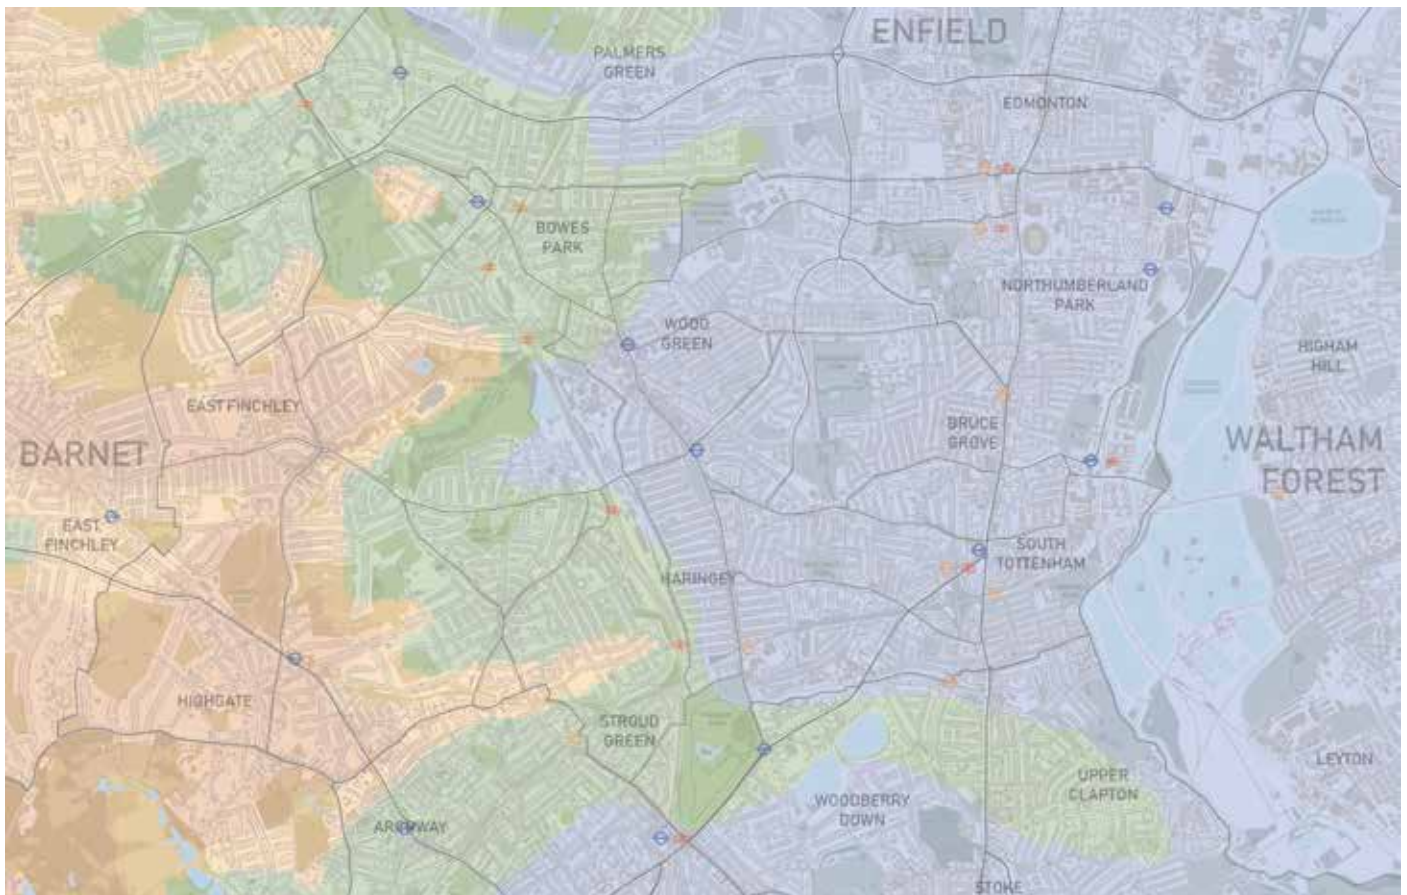 ENFIELD
PALMERS
GREEN
EDMONTON
BOWES
PARK
NORTHUMBERLAND
PARK
WOOD
GREEN
HIGHAM
HILL
EAST FINCHLEY
BRUCE
GROVE
BARNET
WALTHAM
FOREST
EAST
FINCHLEY
SOUTH
TOTTENHAM
HARINGEY
HIGHGATE
STROUD
GREEN
LEYTON
UPPER
CLAPTON
WOODBERRY
DOWN
ARCHWAY
STOKE